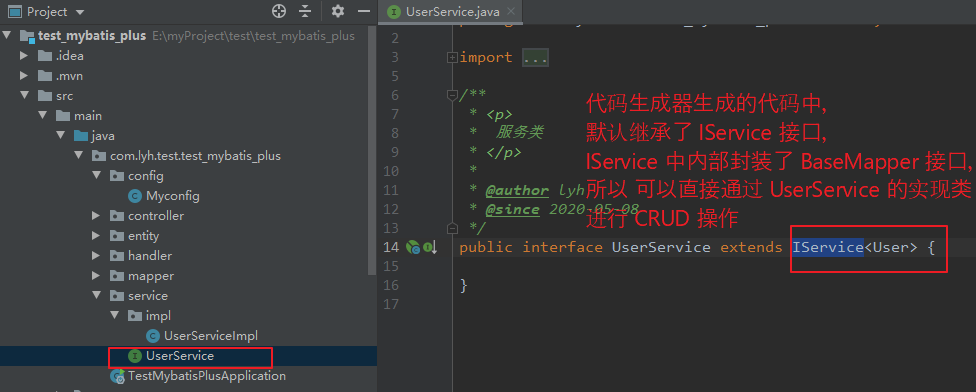 Project
test_mybatis_plus E:\myProject\test\test_mybatis_plus
.idea
.mvn
src
main
java
com.lyh.test.test_mybatis_plus
config
Myconfig
controller
entity
handler
mapper
service
impl
UserServiceImpl
UserService
TestMybatisPlusApplication
UserService.java
2
3 import ...
5
6 /**
7 * <p>
8 * 服务类
9 * </p>
10 *
11 * @author lyh
12 * @since 2020-05-08
13 */
14 public interface UserService extends IService<User> {
15
16 }
17
代码生成器生成的代码中,
默认继承了 IService 接口,
IService 中内部封装了 BaseMapper 接口,
所以 可以直接通过 UserService 的实现类
进行 CRUD 操作